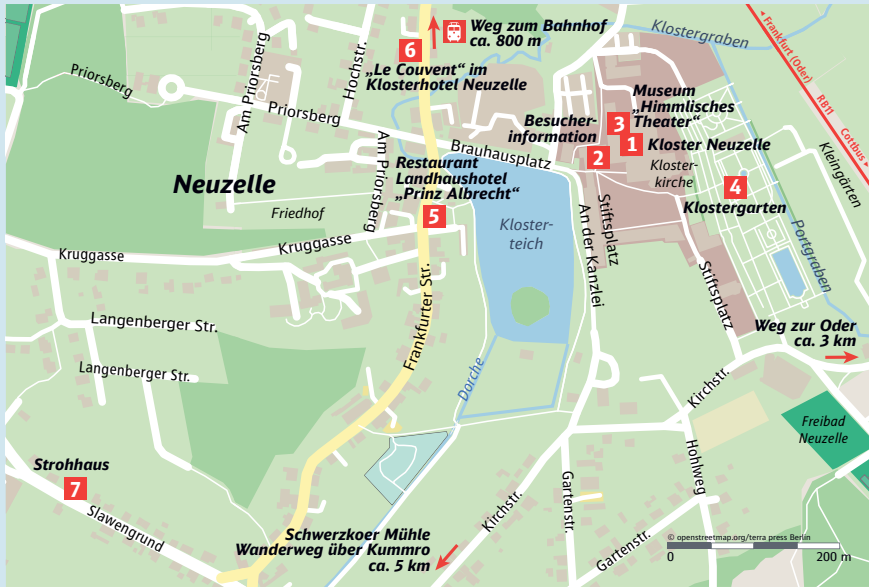 Weg zum Bahnhof
ca. 800 m
6
„Le Couvent“ im
Klosterhotel Neuzelle
Klostergraben
Frankfurt (Oder)
RB11
Cottbus
Priorsberg
Am Priorsberg
Hochstr.
Priorsberg
Museum
„Himmlisches
Theater“
3
Besucher-
information
1
Kloster Neuzelle
2
Kloster-
kirche
4
Klostergarten
Kleingärten
Brauhausplatz
Am Priorsberg
Restaurant
Landhaushotel
„Prinz Albrecht“
5
Neuzelle
Friedhof
Kloster-
teich
Stiftsplatz
An der Kanzlei
Portgraben
Kruggasse
Kruggasse
Frankfurter Str.
Stiftsplatz
Langenberger Str.
Langenberger Str.
Dorche
Weg zur Oder
ca. 3 km
Kirchstr.
Freibad
Neuzelle
Hohlweg
Strohhaus
7
Slawengrund
Kirchstr.
Gartenstr.
Gartenstr.
Schwerzkoer Mühle
Wanderweg über Kummro
ca. 5 km
© openstreetmap.org/terra press Berlin
0 200 m